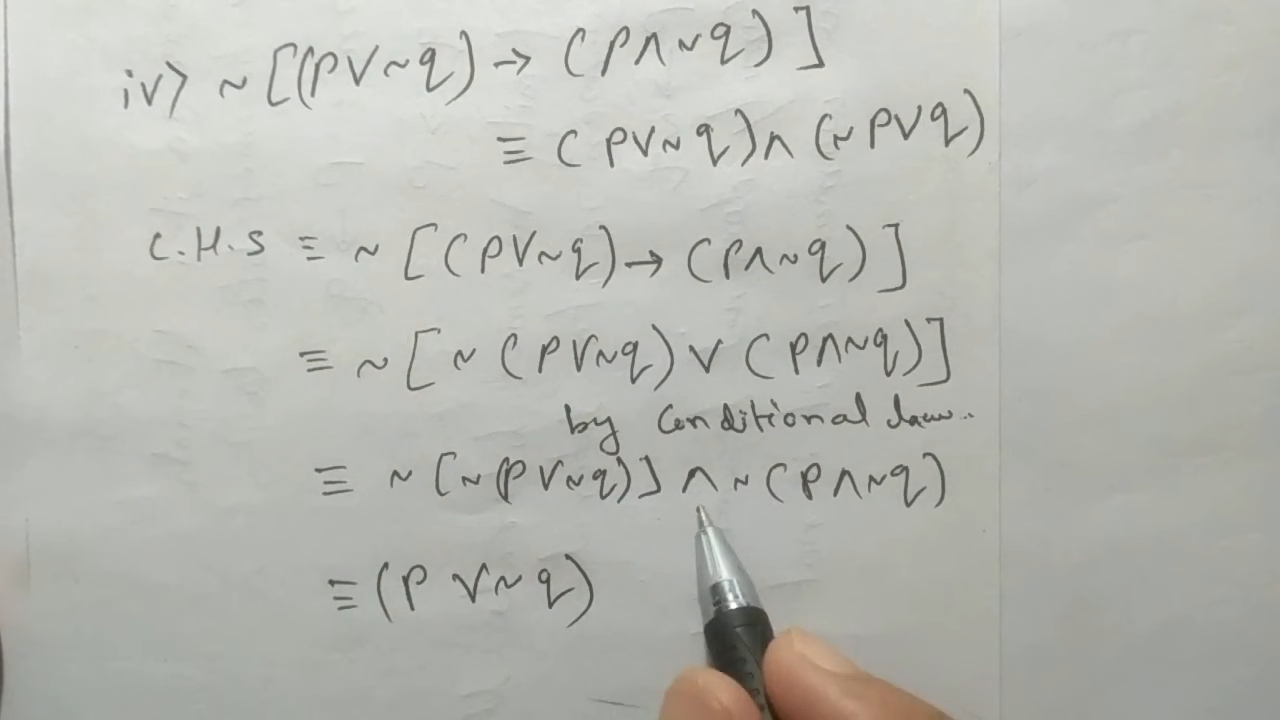 iv) ~[(p∨~q)→(p∧~q)]
≡(p∨~q)∧(~p∨q)
L.H.S ≡ ~[(p∨~q)→(p∧~q)]
≡ ~[~(p∨~q)∨(p∧~q)]
by Conditional law..
≡ ~[~(p∨~q)]∧~(p∧~q)
≡(p∨~q)